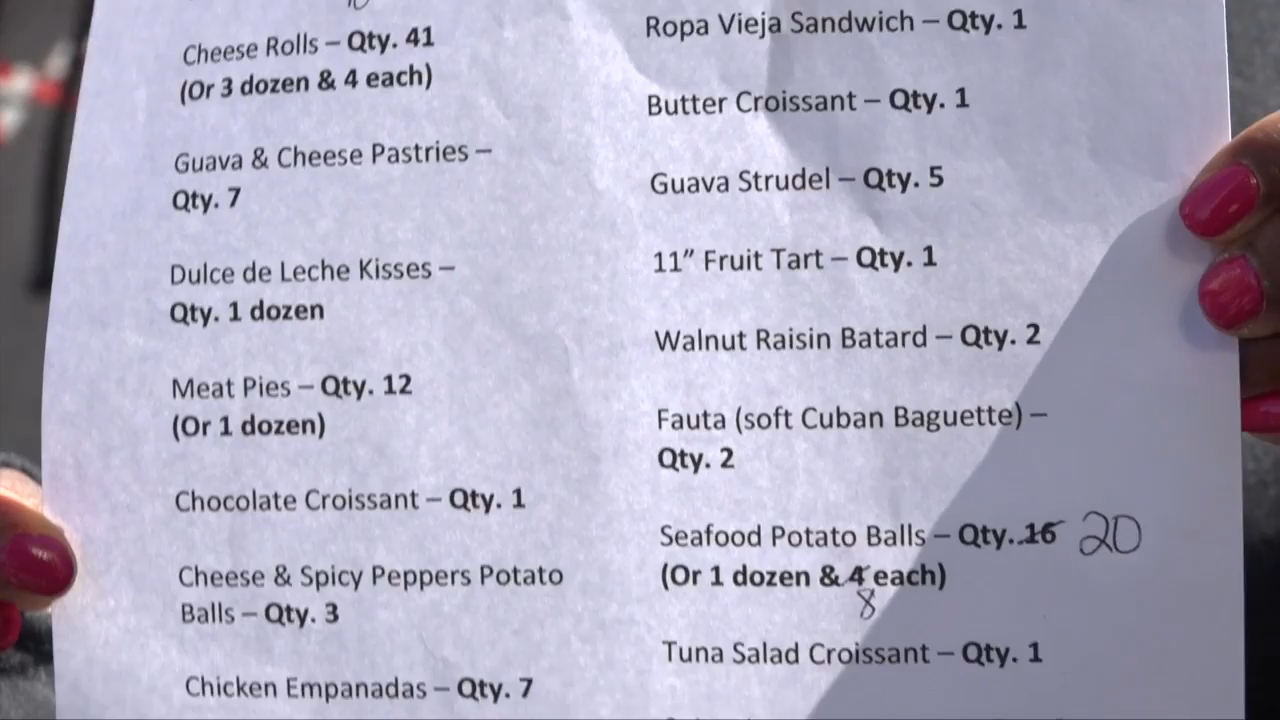 Cheese Rolls – Qty. 41
(Or 3 dozen & 4 each)
Guava & Cheese Pastries –
Qty. 7
Dulce de Leche Kisses –
Qty. 1 dozen
Meat Pies – Qty. 12
(Or 1 dozen)
Chocolate Croissant – Qty. 1
Cheese & Spicy Peppers Potato
Balls – Qty. 3
Chicken Empanadas – Qty. 7
Ropa Vieja Sandwich – Qty. 1
Butter Croissant – Qty. 1
Guava Strudel – Qty. 5
11” Fruit Tart – Qty. 1
Walnut Raisin Batard – Qty. 2
Fauta (soft Cuban Baguette) –
Qty. 2
Seafood Potato Balls – Qty. 16 20
(Or 1 dozen & 4 each)
8
Tuna Salad Croissant – Qty. 1